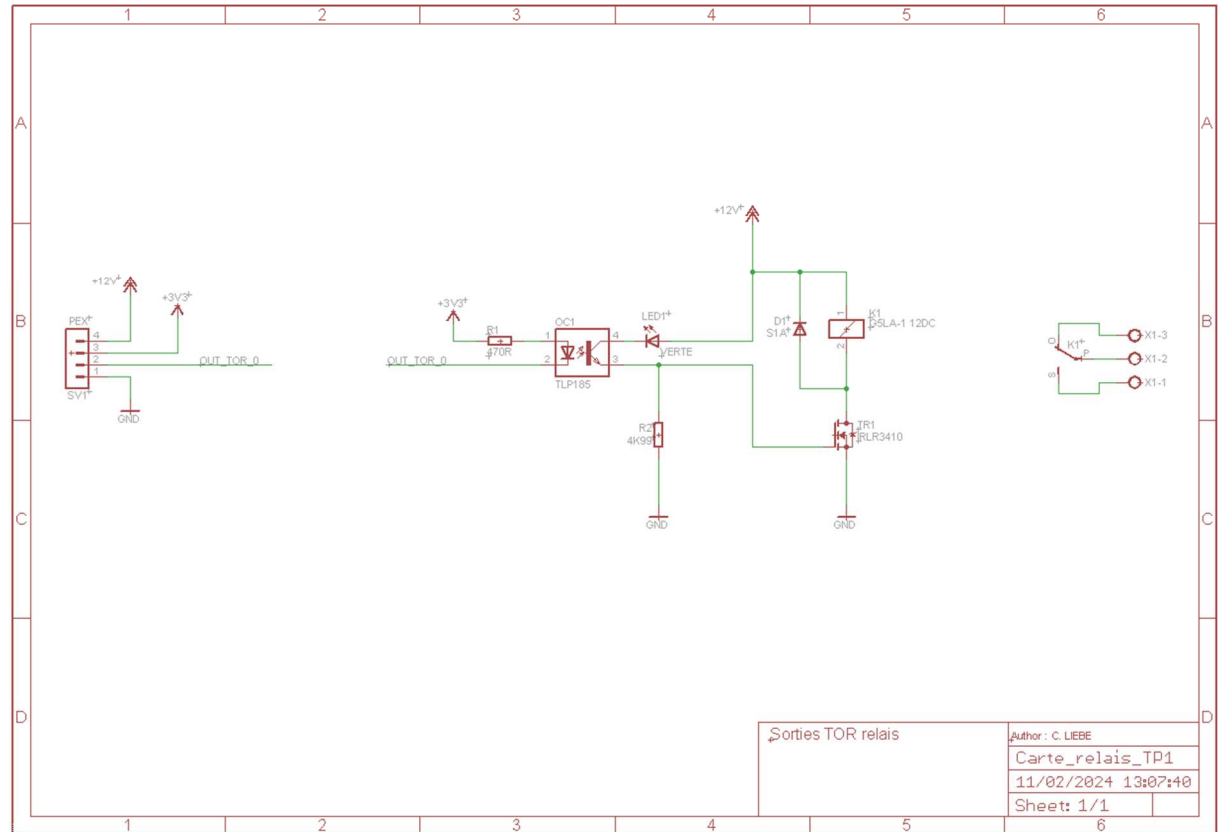 1 2 3 4 5 6
A A
+12V
+12V
+3V3
B B
PEX
4
3
2
1
SV1
OUT_TOR_0
GND
+3V3
R1
470R
OUT_TOR_0
OC1
1
2
4
3
TLP185
LED1
VERTE
D1
S1A
1
2
K1
G5LA-1 12DC
O
K1
P
S
X1-3
X1-2
X1-1
R2
4K99
TR1
IRLR3410
GND
GND
C C
D D
Sorties TOR relais
Author : C. LIEBE
Carte_relais_TP1
11/02/2024 13:07:40
Sheet: 1/1
1 2 3 4 5 6